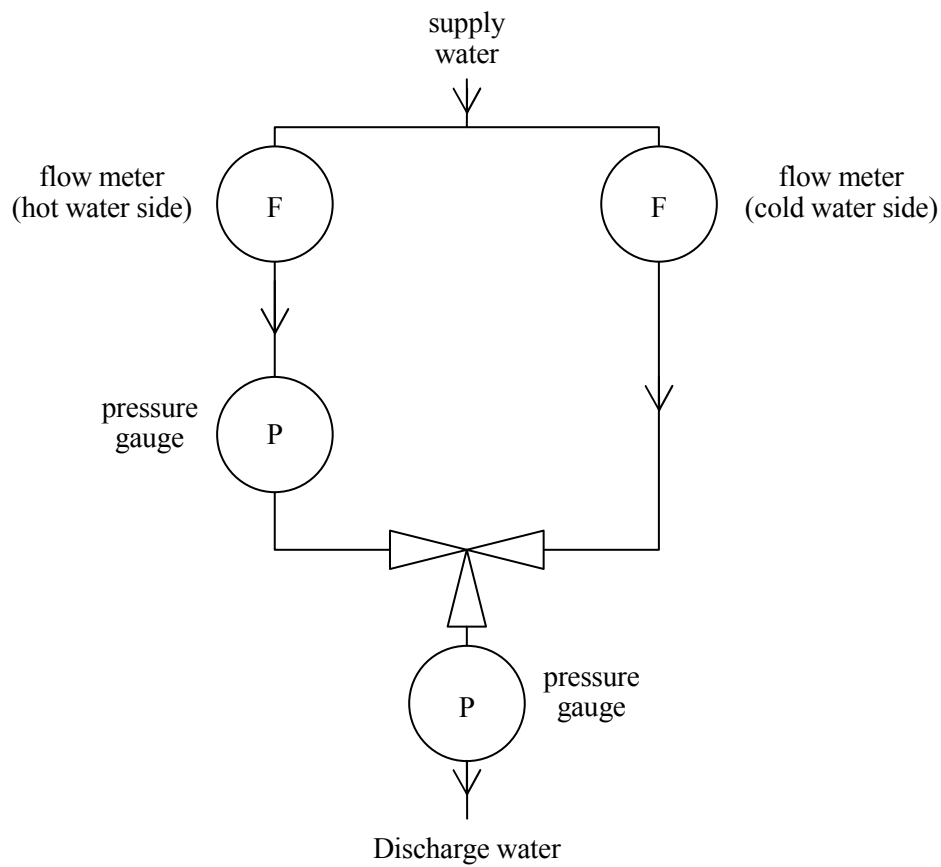 supply
water
flow meter
(hot water side)
F
F
flow meter
(cold water side)
pressure
gauge
P
P
pressure
gauge
Discharge water